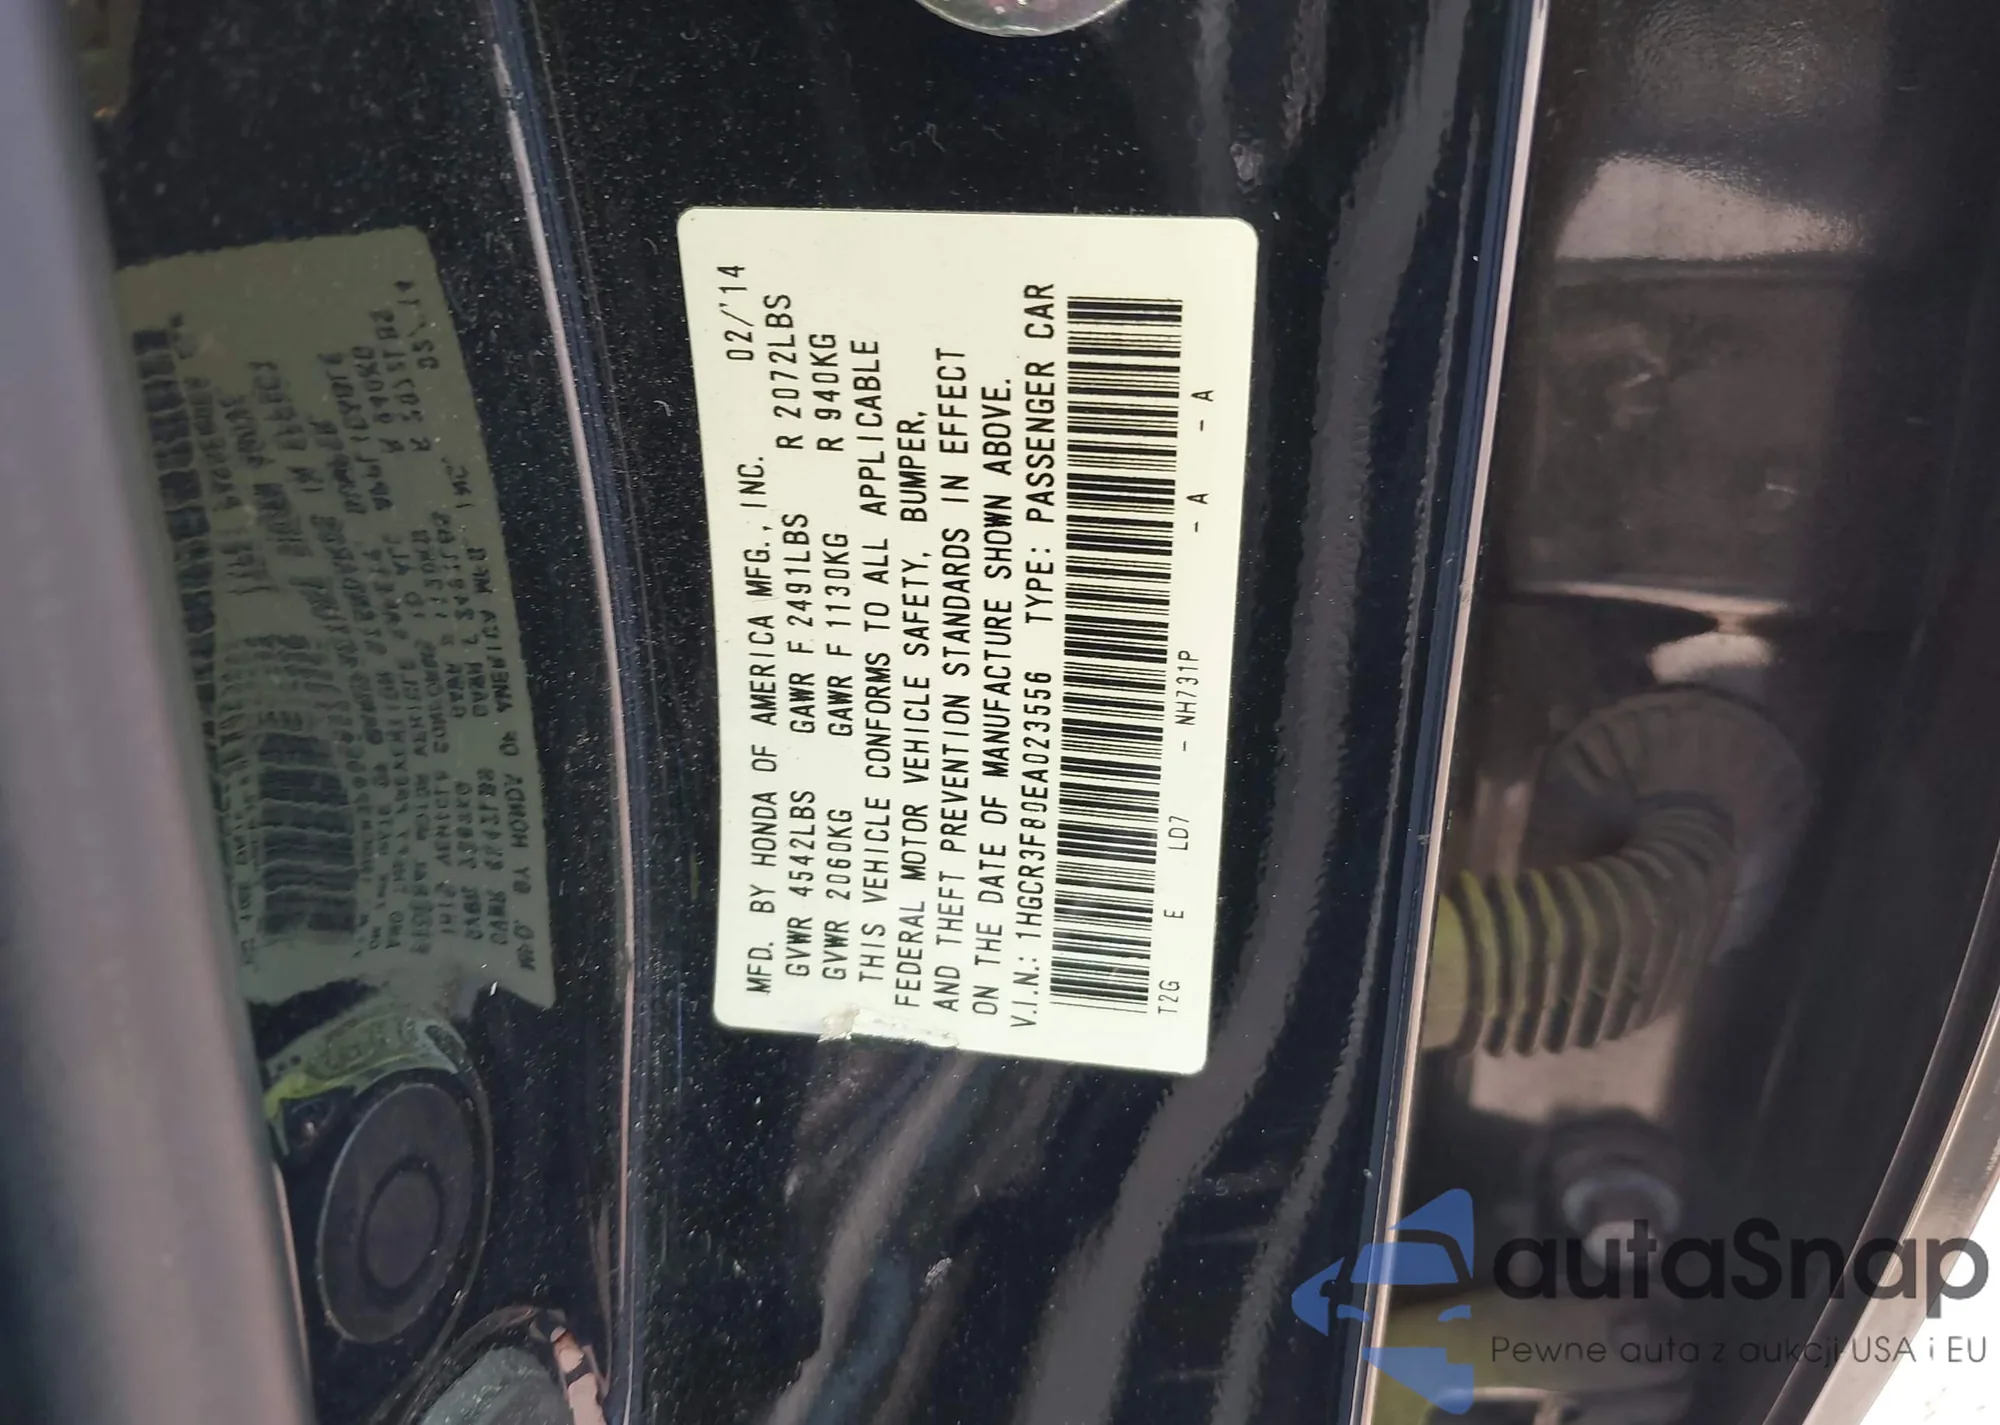 MFD. BY HONDA OF AMERICA MFG., INC. 02/'14
GVWR 4542LBS GAWR F 2491LBS R 2072LBS
GVWR 2060KG GAWR F 1130KG R 940KG
THIS VEHICLE CONFORMS TO ALL APPLICABLE
FEDERAL MOTOR VEHICLE SAFETY, BUMPER,
AND THEFT PREVENTION STANDARDS IN EFFECT
ON THE DATE OF MANUFACTURE SHOWN ABOVE.
V.I.N.: 1HGCR3F80EA023556 TYPE: PASSENGER CAR
T2G E LD7 - NH731P - A - A
autaSnap
Pewne auta z aukcji USA i EU